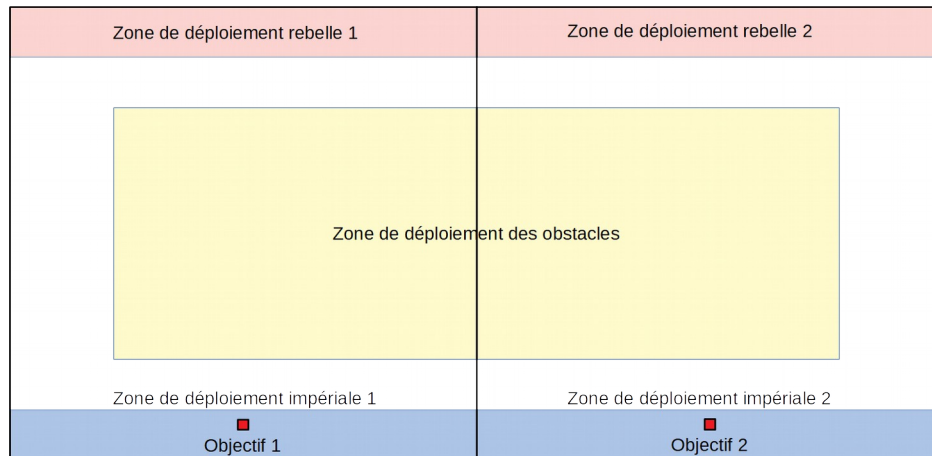 Zone de déploiement rebelle 1
Zone de déploiement rebelle 2
Zone de déploiement des obstacles
Zone de déploiement impériale 1
Zone de déploiement impériale 2
Objectif 1
Objectif 2